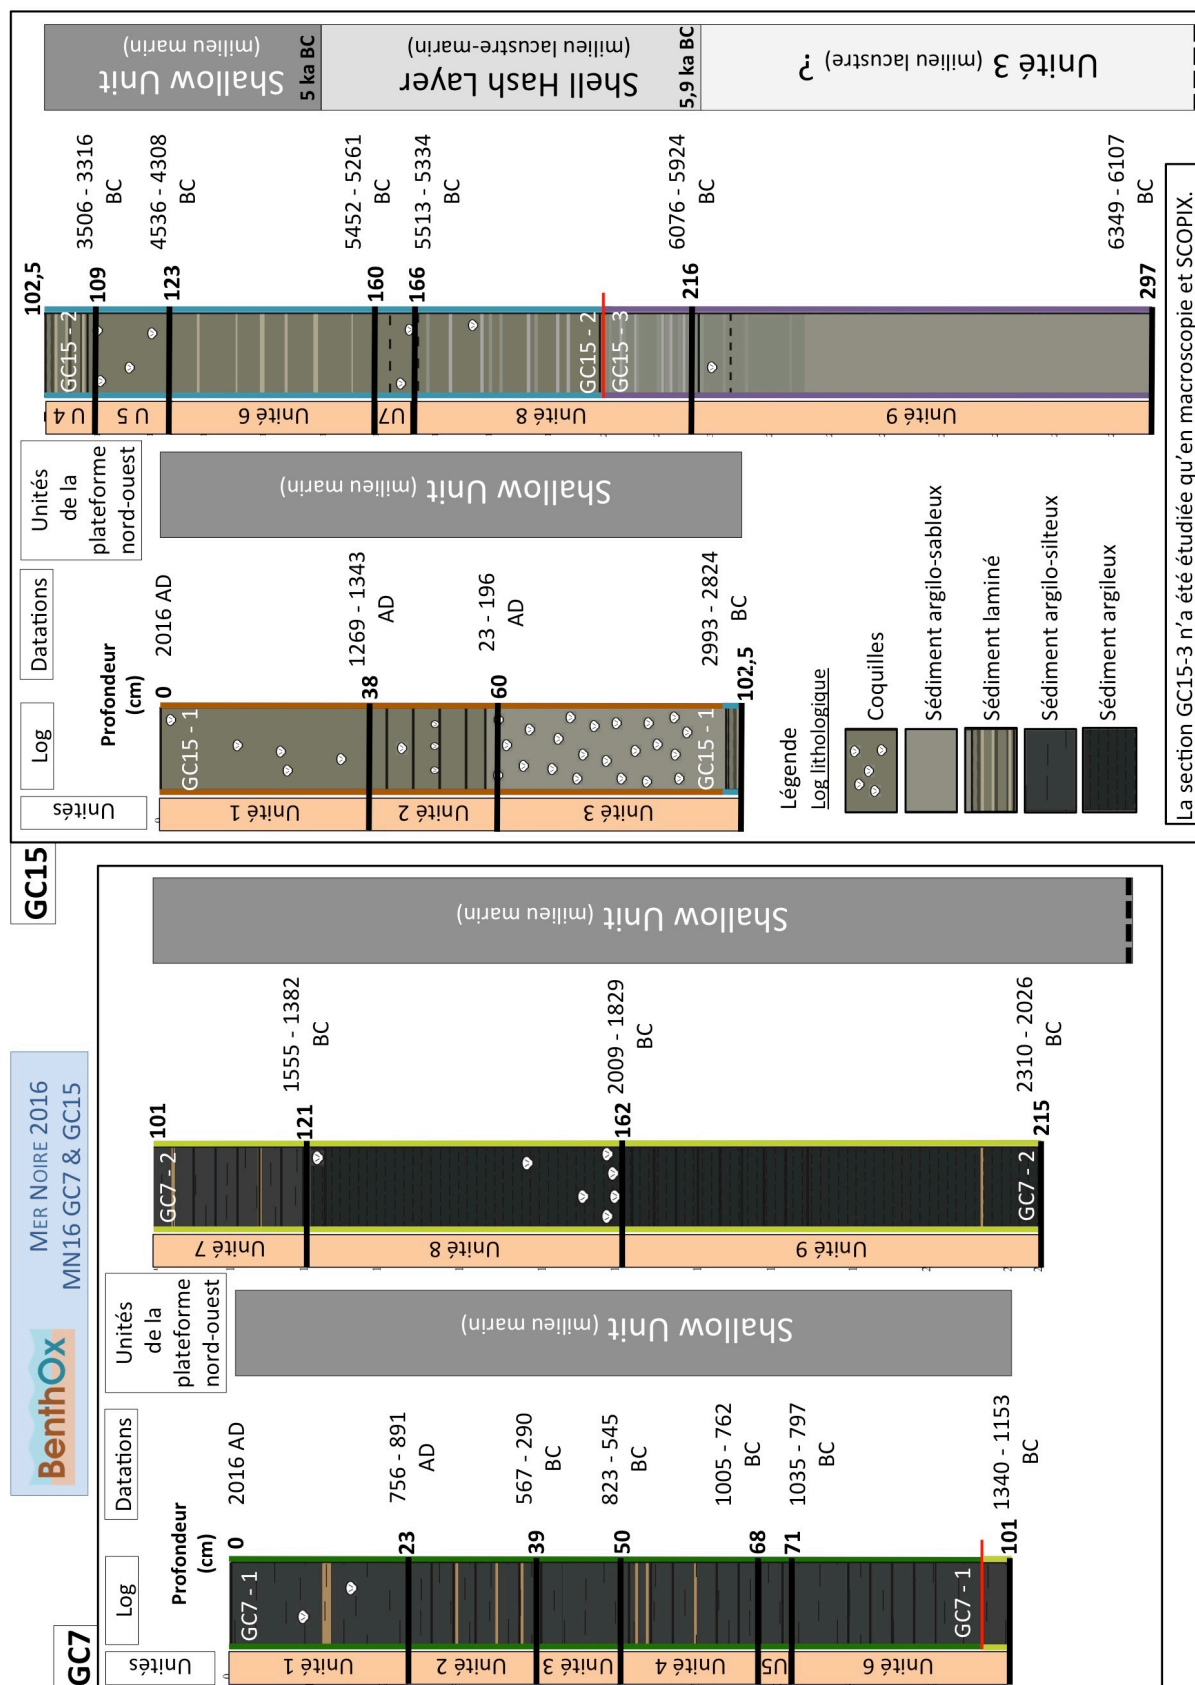 BenthOx
MER NOIRE 2016
MN16 GC7 & GC15
GC7
Unités
Log
Datations
Unités
de la
plateforme
nord-ouest
Profondeur
(cm)
GC7 - 1
0
2016 AD
Unité 1
23
756 - 891
AD
Unité 2
39
567 - 290
BC
Unité 3
50
823 - 545
BC
Unité 4
68
1005 - 762
BC
U5
71
1035 - 797
BC
Unité 6
GC7 - 1
101
1340 - 1153
BC
Shallow Unit (milieu marin)
101
GC7 - 2
Unité 7
121
1555 - 1382
BC
Unité 8
162
2009 - 1829
BC
Unité 9
GC7 - 2
215
2310 - 2026
BC
Shallow Unit (milieu marin)
GC15
Unités
Log
Datations
Unités
de la
plateforme
nord-ouest
Profondeur
(cm)
0
2016 AD
GC15 - 1
Unité 1
38
1269 - 1343
AD
Unité 2
60
23 - 196
AD
Unité 3
GC15 - 1
102,5
2993 - 2824
BC
Shallow Unit (milieu marin)
102,5
U 4
GC15 - 2
109
3506 - 3316
BC
U 5
123
4536 - 4308
BC
Unité 6
160
5452 - 5261
BC
U7
166
5513 - 5334
BC
Unité 8
GC15 - 2
GC15 - 3
216
6076 - 5924
BC
Unité 9
297
6349 - 6107
BC
Shallow Unit
(milieu marin)
5 ka BC
Shell Hash Layer
(milieu lacustre-marin)
5,9 ka BC
Unité 3 (milieu lacustre) ?
Légende
Log lithologique
Coquilles
Sédiment argilo-sableux
Sédiment laminé
Sédiment argilo-silteux
Sédiment argileux
La section GC15-3 n'a été étudiée qu'en macroscopie et SCOPIX.